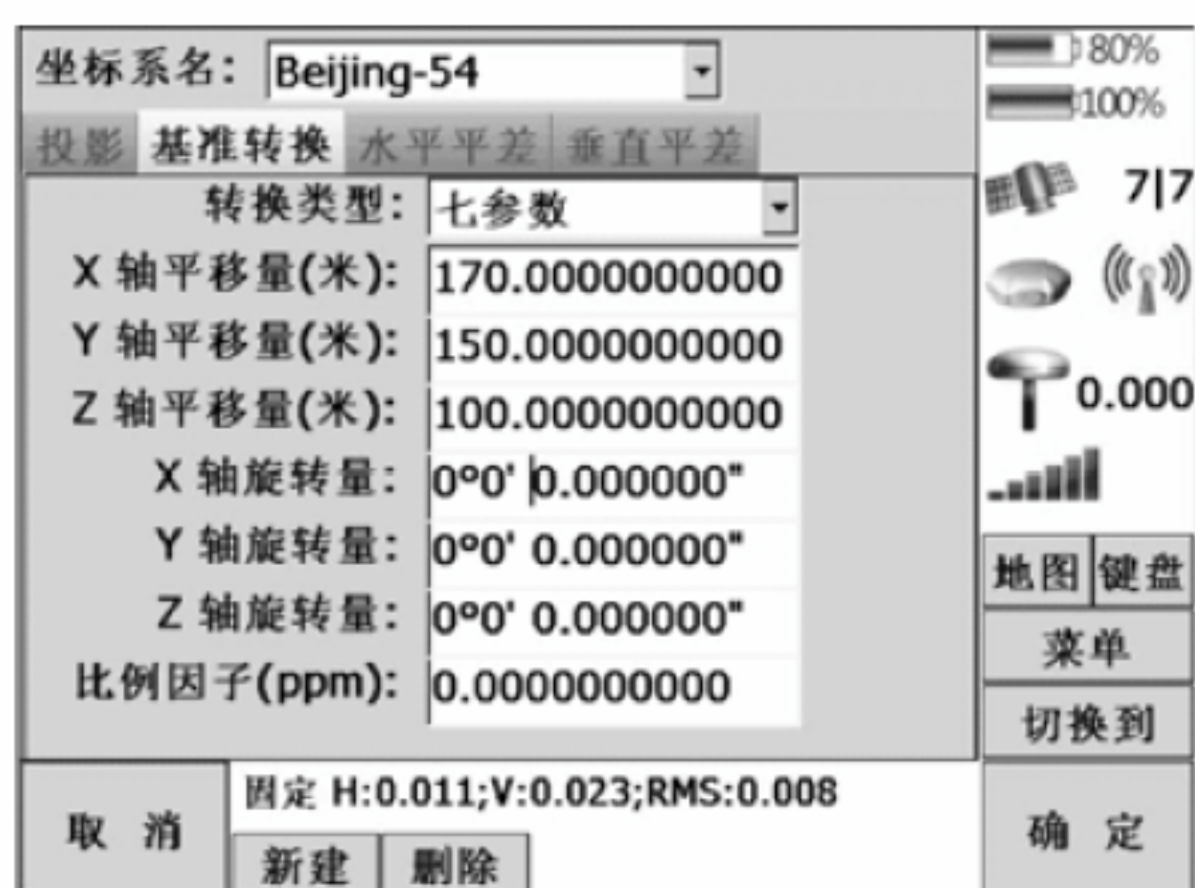 坐标系名: Beijing-54
80%
100%
投影 基准转换 水平平差 垂直平差
转换类型: 七参数
7|7
X 轴平移量(米): 170.0000000000
Y 轴平移量(米): 150.0000000000
Z 轴平移量(米): 100.0000000000
0.000
X 轴旋转量: 0°0' 0.000000"
Y 轴旋转量: 0°0' 0.000000"
Z 轴旋转量: 0°0' 0.000000"
比例因子(ppm): 0.0000000000
地图 键盘
菜单
切换到
取 消
固定 H:0.011;V:0.023;RMS:0.008
新建 删除
确 定